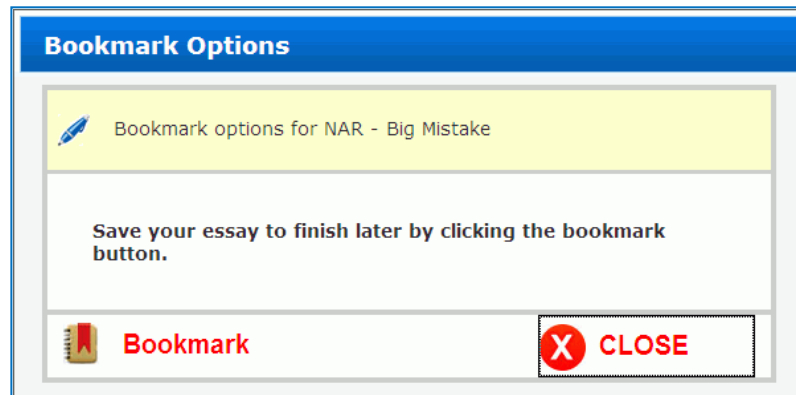 Bookmark Options
Bookmark options for NAR - Big Mistake
Save your essay to finish later by clicking the bookmark
button.
Bookmark
X CLOSE